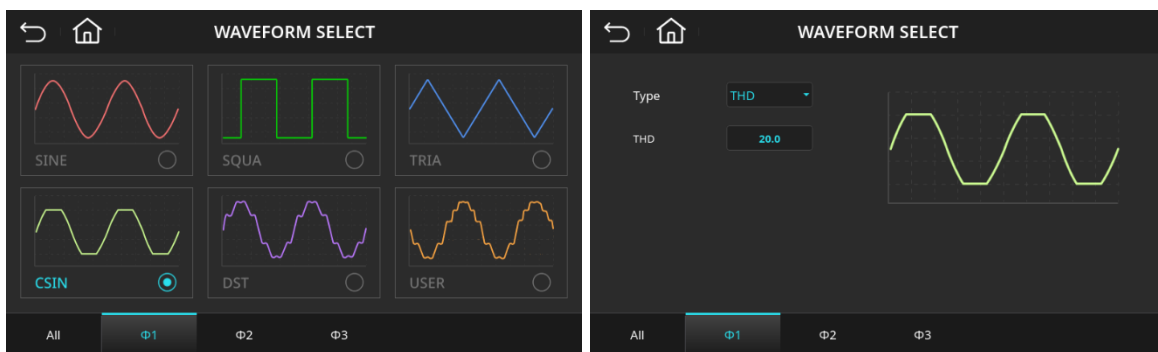 WAVEFORM SELECT
SINE
SQUA
TRIA
CSIN
DST
USER
All Φ1 Φ2 Φ3
WAVEFORM SELECT
Type THD
THD 20.0
All Φ1 Φ2 Φ3